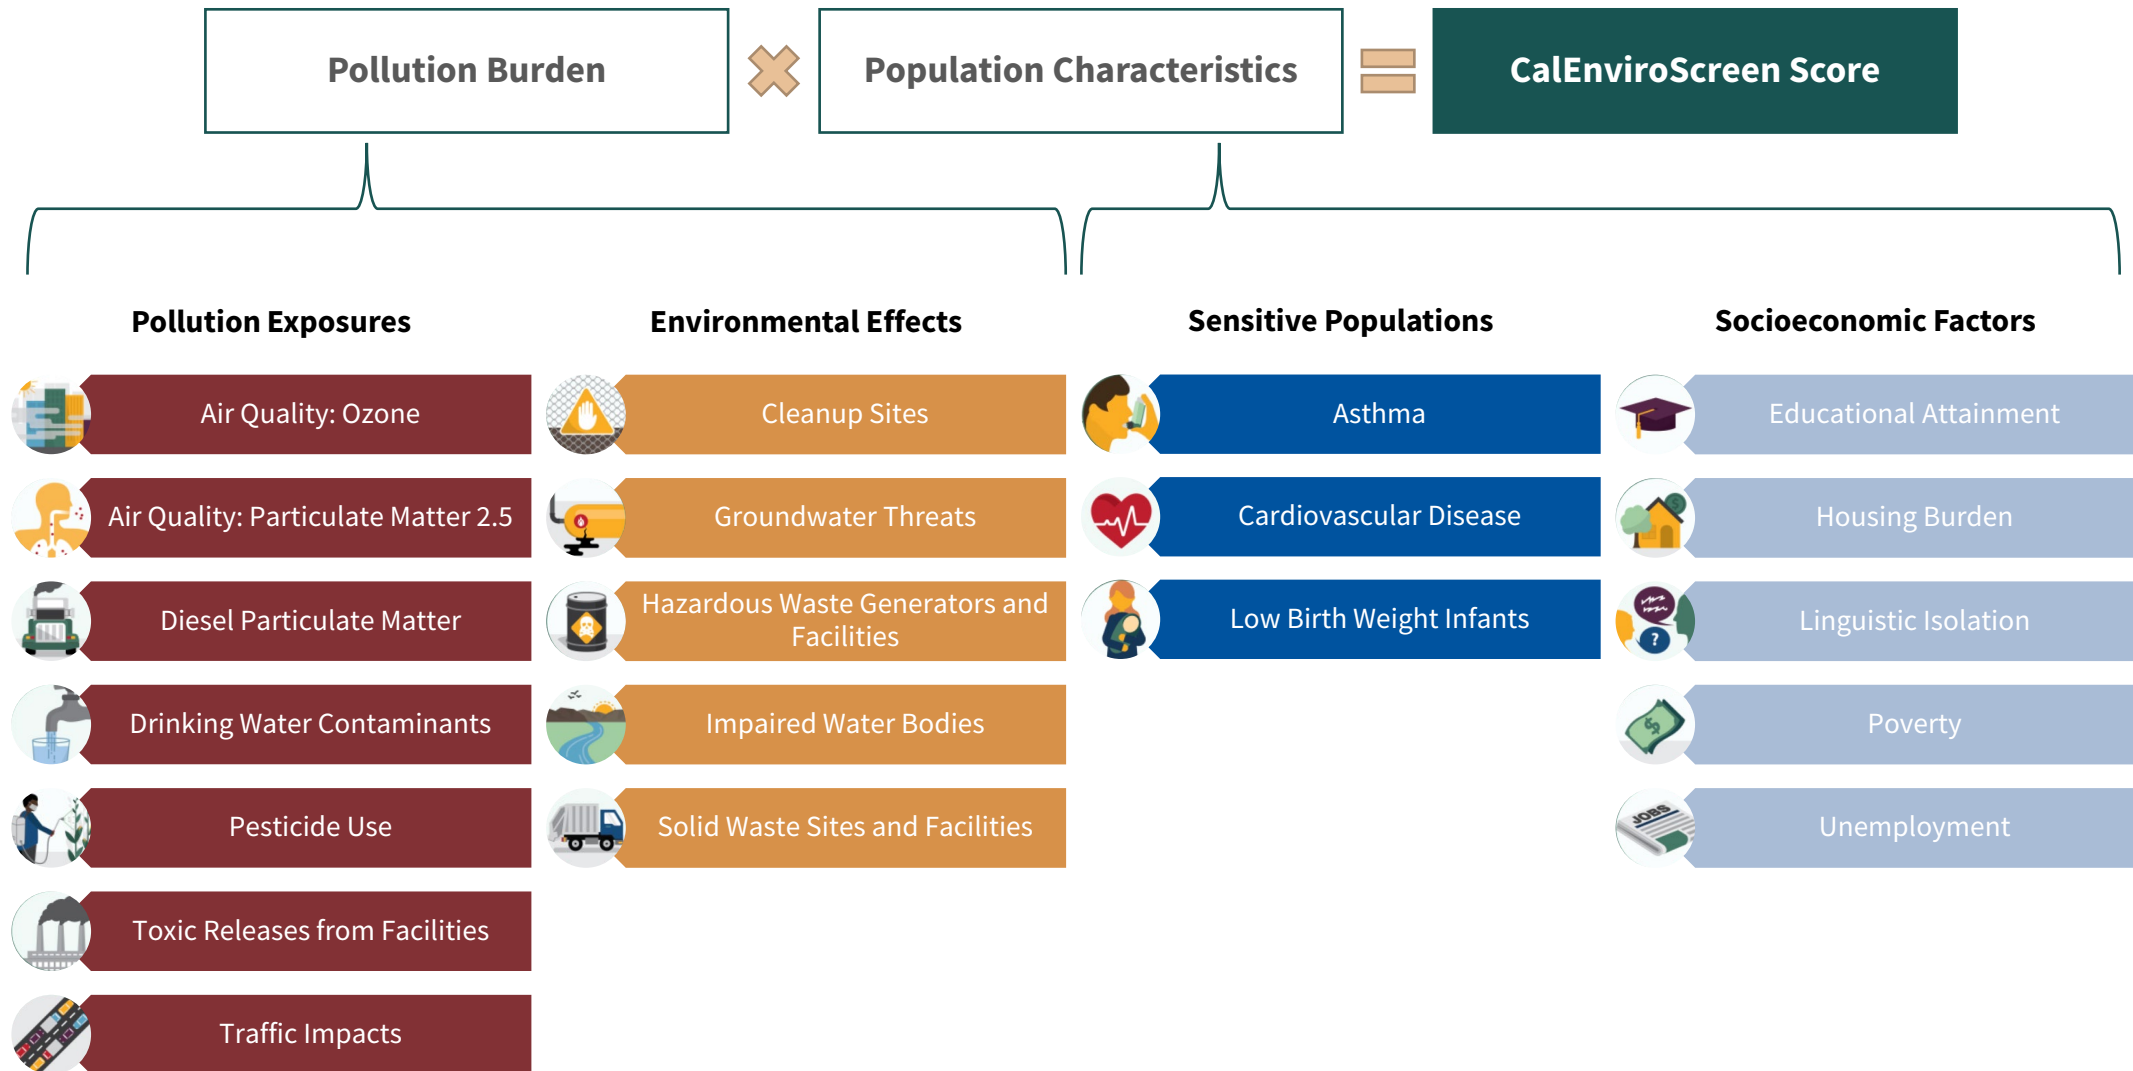 Pollution Burden
Population Characteristics
CalEnviroScreen Score
Pollution Exposures
Air Quality: Ozone
Air Quality: Particulate Matter 2.5
Diesel Particulate Matter
Drinking Water Contaminants
Pesticide Use
Toxic Releases from Facilities
Traffic Impacts
Environmental Effects
Cleanup Sites
Groundwater Threats
Hazardous Waste Generators and
Facilities
Impaired Water Bodies
Solid Waste Sites and Facilities
Sensitive Populations
Asthma
Cardiovascular Disease
Low Birth Weight Infants
Socioeconomic Factors
$
Educational Attainment
Housing Burden
?
Linguistic Isolation
$
Poverty
JOBS
Unemployment